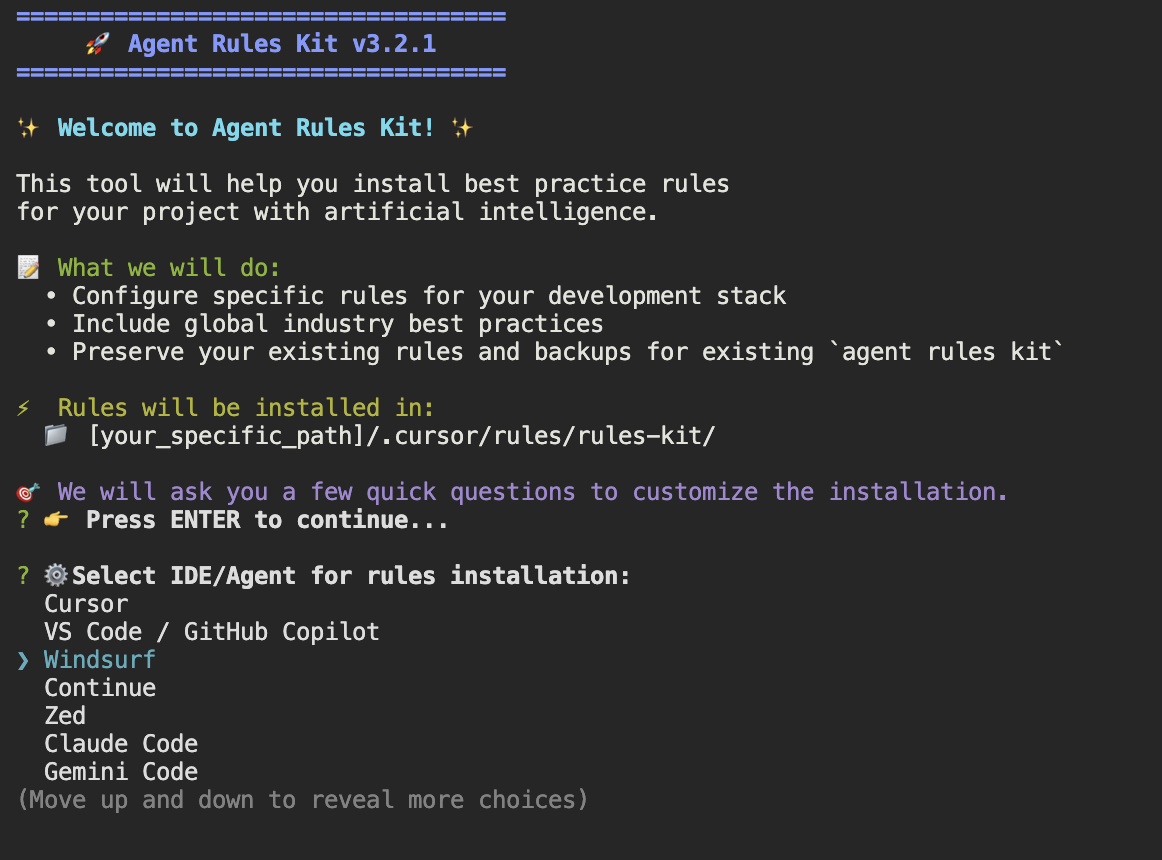 ===================================
🚀 Agent Rules Kit v3.2.1
===================================
✨ Welcome to Agent Rules Kit! ✨
This tool will help you install best practice rules
for your project with artificial intelligence.
📝 What we will do:
• Configure specific rules for your development stack
• Include global industry best practices
• Preserve your existing rules and backups for existing `agent rules kit`
⚡ Rules will be installed in:
📁 [your_specific_path]/.cursor/rules/rules-kit/
🎯 We will ask you a few quick questions to customize the installation.
? 👉 Press ENTER to continue...
? ⚙️Select IDE/Agent for rules installation:
Cursor
VS Code / GitHub Copilot
❯ Windsurf
Continue
Zed
Claude Code
Gemini Code
(Move up and down to reveal more choices)